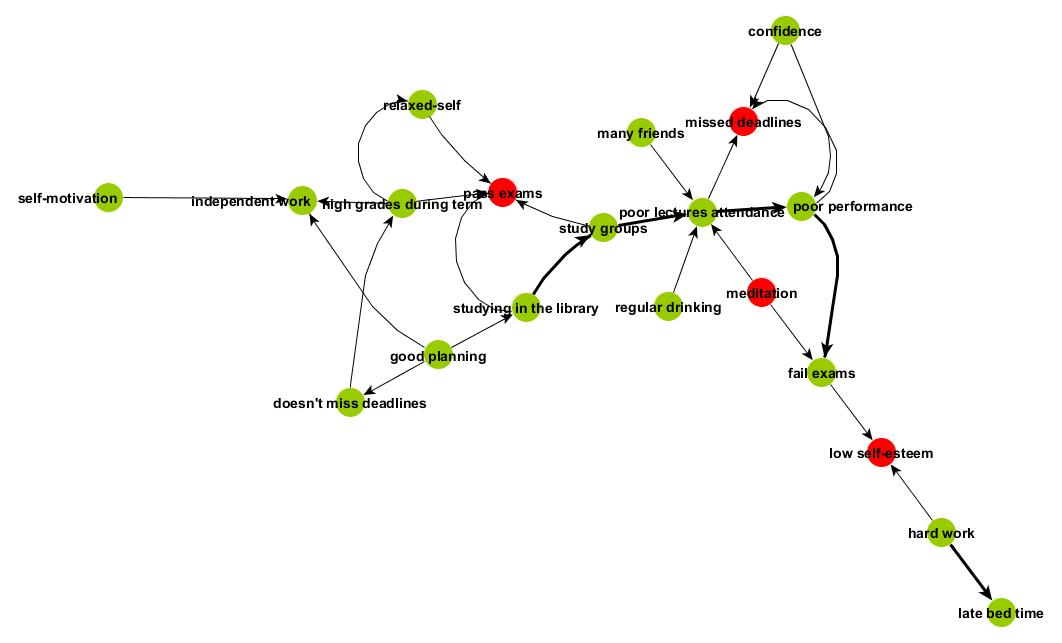 confidence
relaxed-self
missed deadlines
many friends
pass exams
self-motivation
independent work
high grades during term
poor lectures attendance
poor performance
study groups
meditation
studying in the library
regular drinking
good planning
fail exams
doesn't miss deadlines
low self-esteem
hard work
late bed time